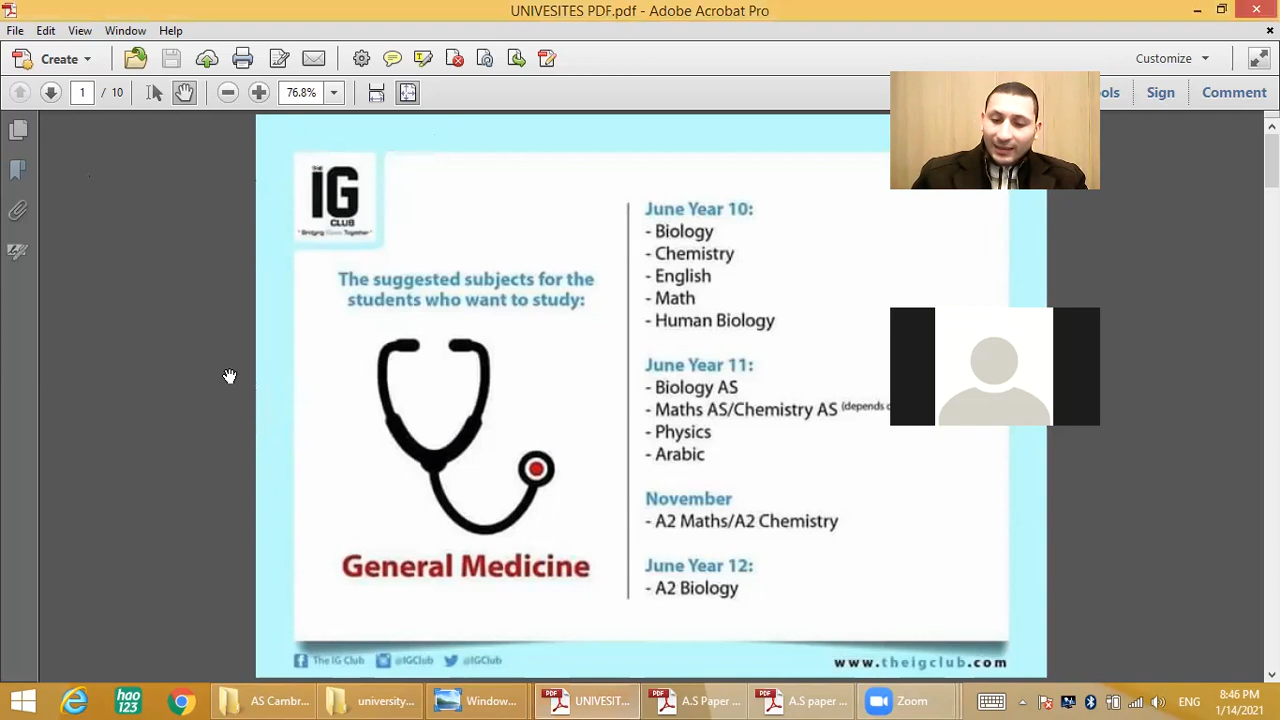 UNIVESITES PDF.pdf - Adobe Acrobat Pro
File Edit View Window Help
Create
Customize
1 / 10
76.8%
Sign
Comment
THE
IG
CLUB
The suggested subjects for the
students who want to study:
General Medicine
June Year 10:
- Biology
- Chemistry
- English
- Math
- Human Biology
June Year 11:
- Biology AS
- Maths AS/Chemistry AS (depends
- Physics
- Arabic
November
- A2 Maths/A2 Chemistry
June Year 12:
- A2 Biology
The IG Club @IGClub @IGClub
www.theigclub.com
hao
123
AS Cambr...
university...
Window...
UNIVESIT...
A.S Paper ...
A.S paper ...
Zoom
ENG
8:46 PM
1/14/2021